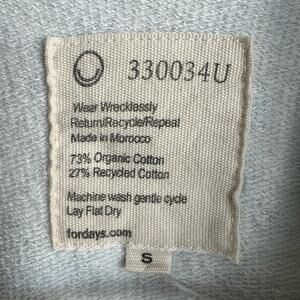 330034U
Wear Wrecklessly
Return/Recycle/Repeat
Made in Morocco
73% Organic Cotton
27% Recycled Cotton
Machine wash gentle cycle
Lay Flat Dry
fordays.com
S